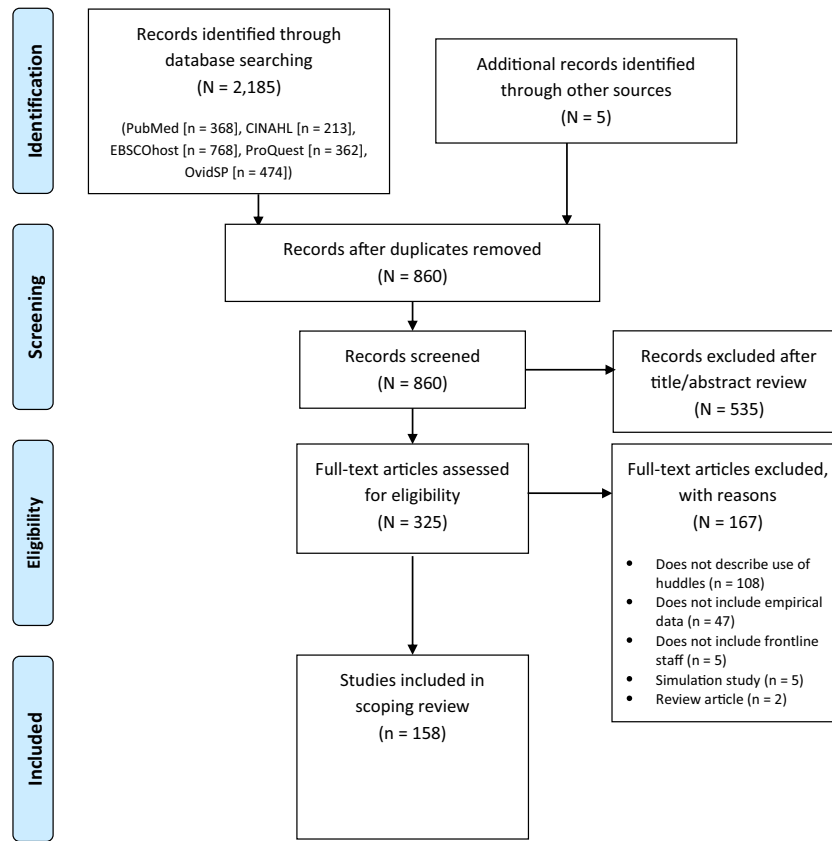 Identification
Records identified through
database searching
(N = 2,185)
(PubMed [n = 368], CINAHL [n = 213],
EBSCOhost [n = 768], ProQuest [n = 362],
OvidSP [n = 474])
Additional records identified
through other sources
(N = 5)
Screening
Records after duplicates removed
(N = 860)
Records screened
(N = 860)
Records excluded after
title/abstract review
(N = 535)
Eligibility
Full-text articles assessed
for eligibility
(N = 325)
Full-text articles excluded,
with reasons
(N = 167)
• Does not describe use of
huddles (n = 108)
• Does not include empirical
data (n = 47)
• Does not include frontline
staff (n = 5)
• Simulation study (n = 5)
• Review article (n = 2)
Included
Studies included in
scoping review
(n = 158)